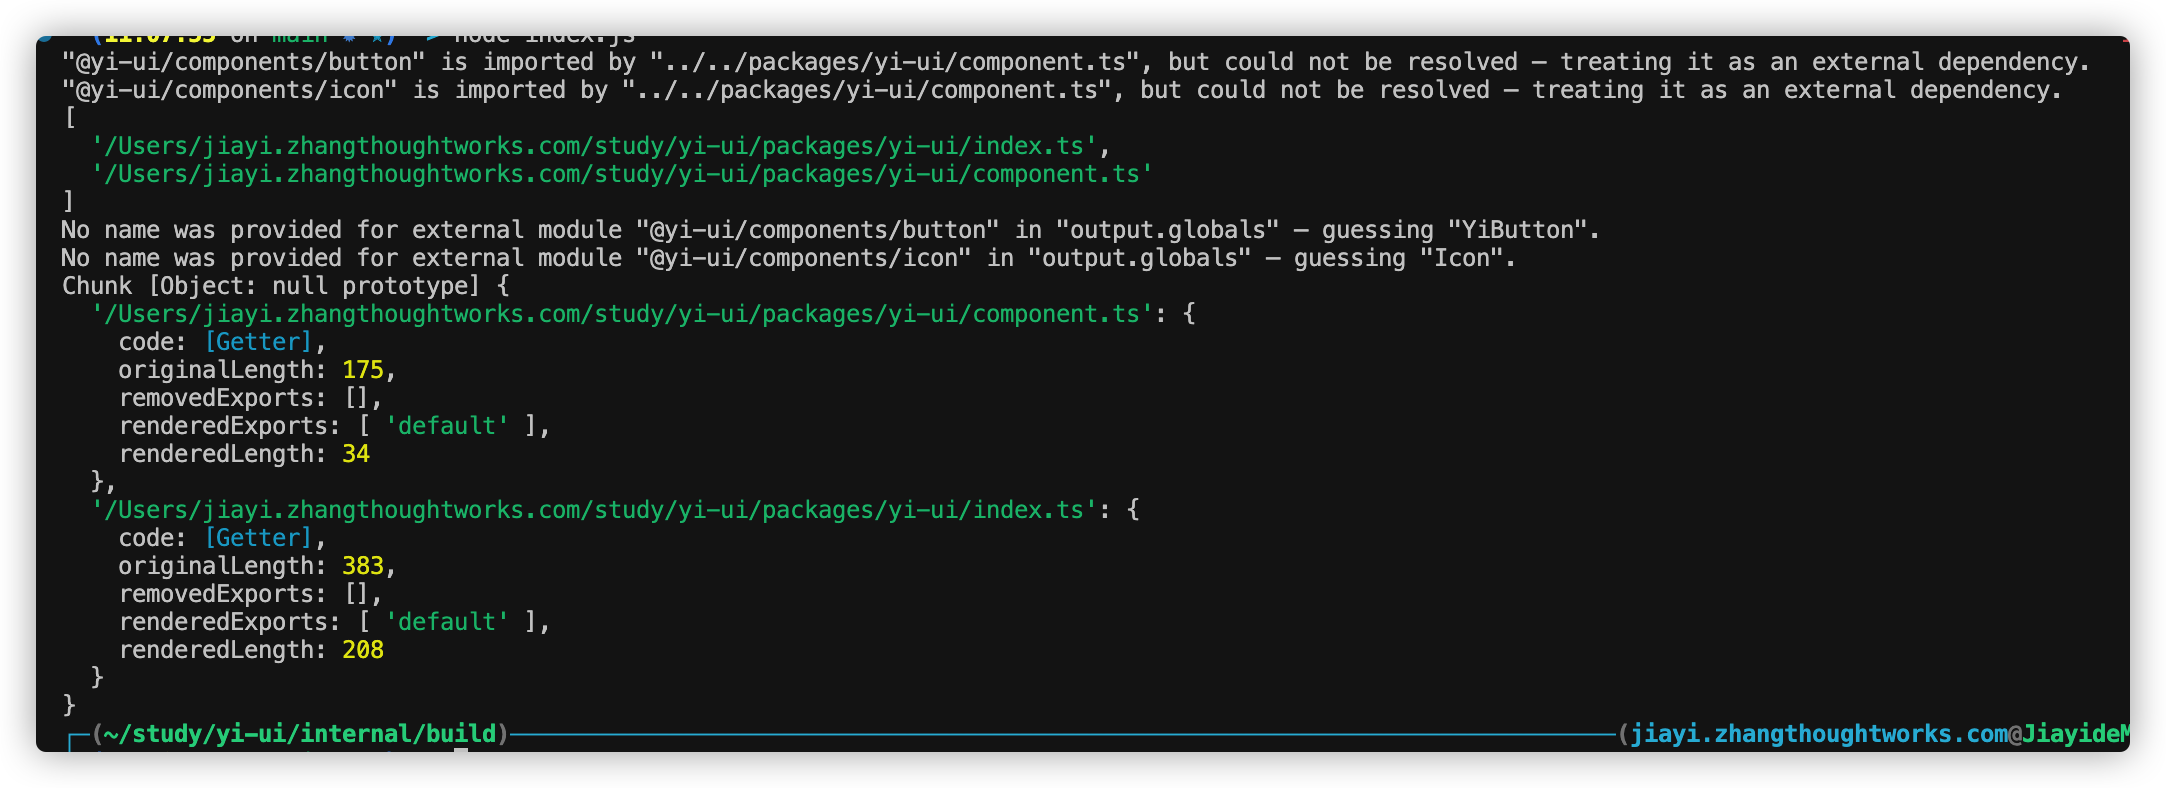 (11:07:55 on main ✹ ★) ➤ node index.js
"@yi-ui/components/button" is imported by "../../packages/yi-ui/component.ts", but could not be resolved – treating it as an external dependency.
"@yi-ui/components/icon" is imported by "../../packages/yi-ui/component.ts", but could not be resolved – treating it as an external dependency.
[
  '/Users/jiayi.zhangthoughtworks.com/study/yi-ui/packages/yi-ui/index.ts',
  '/Users/jiayi.zhangthoughtworks.com/study/yi-ui/packages/yi-ui/component.ts'
]
No name was provided for external module "@yi-ui/components/button" in "output.globals" – guessing "YiButton".
No name was provided for external module "@yi-ui/components/icon" in "output.globals" – guessing "Icon".
Chunk [Object: null prototype] {
  '/Users/jiayi.zhangthoughtworks.com/study/yi-ui/packages/yi-ui/component.ts': {
    code: [Getter],
    originalLength: 175,
    removedExports: [],
    renderedExports: [ 'default' ],
    renderedLength: 34
  },
  '/Users/jiayi.zhangthoughtworks.com/study/yi-ui/packages/yi-ui/index.ts': {
    code: [Getter],
    originalLength: 383,
    removedExports: [],
    renderedExports: [ 'default' ],
    renderedLength: 208
  }
}
(~/study/yi-ui/internal/build) (jiayi.zhangthoughtworks.com@JiayideM